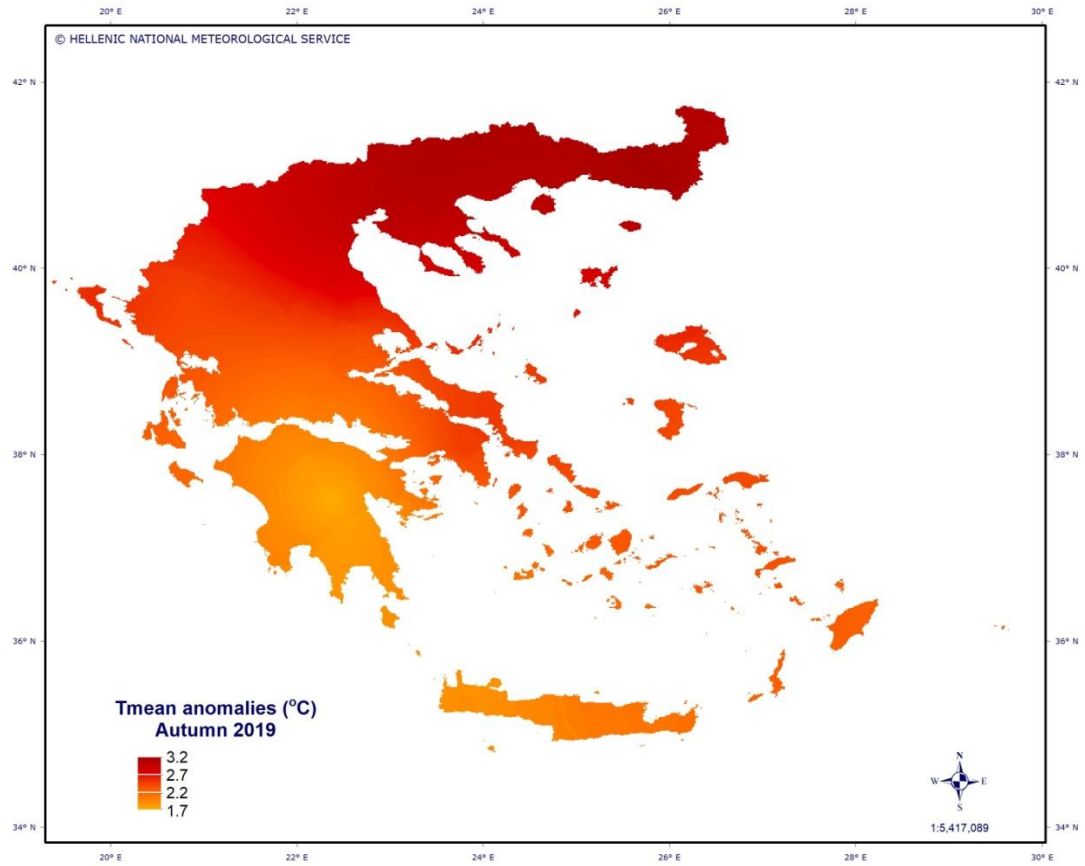 20° E 22° E 24° E 26° E 28° E 30° E
© HELLENIC NATIONAL METEOROLOGICAL SERVICE
42° N 42° N
40° N 40° N
38° N 38° N
36° N 36° N
Tmean anomalies (°C)
Autumn 2019
3.2
2.7
2.2
1.7
N
W E
S
1:5,417,089
34° N 34° N
20° E 22° E 24° E 26° E 28° E 30° E